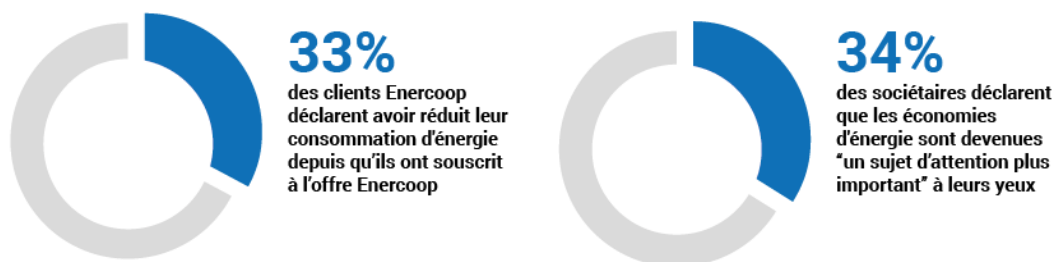 33%
des clients Enercoop
déclarent avoir réduit leur
consommation d'énergie
depuis qu'ils ont souscrit
à l'offre Enercoop
34%
des sociétaires déclarent
que les économies
d'énergie sont devenues
“un sujet d'attention plus
important” à leurs yeux